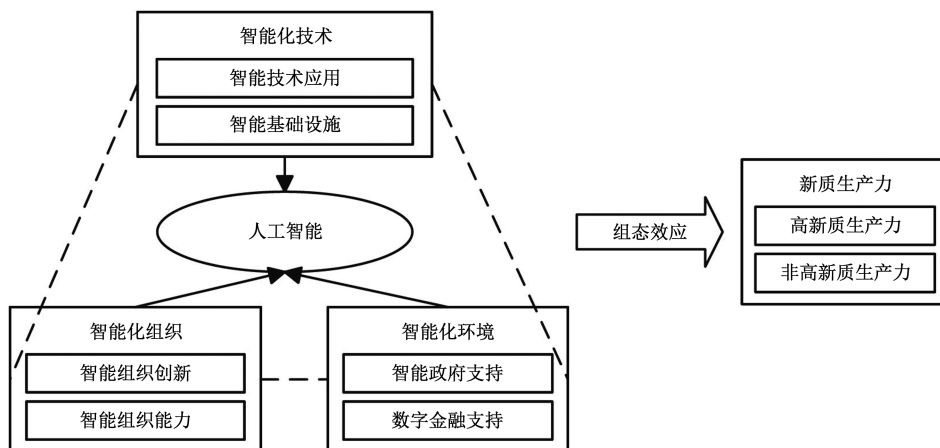 智能化技术
智能技术应用
智能基础设施
人工智能
智能化组织
智能组织创新
智能组织能力
智能化环境
智能政府支持
数字金融支持
组态效应
新质生产力
高新质生产力
非高新质生产力